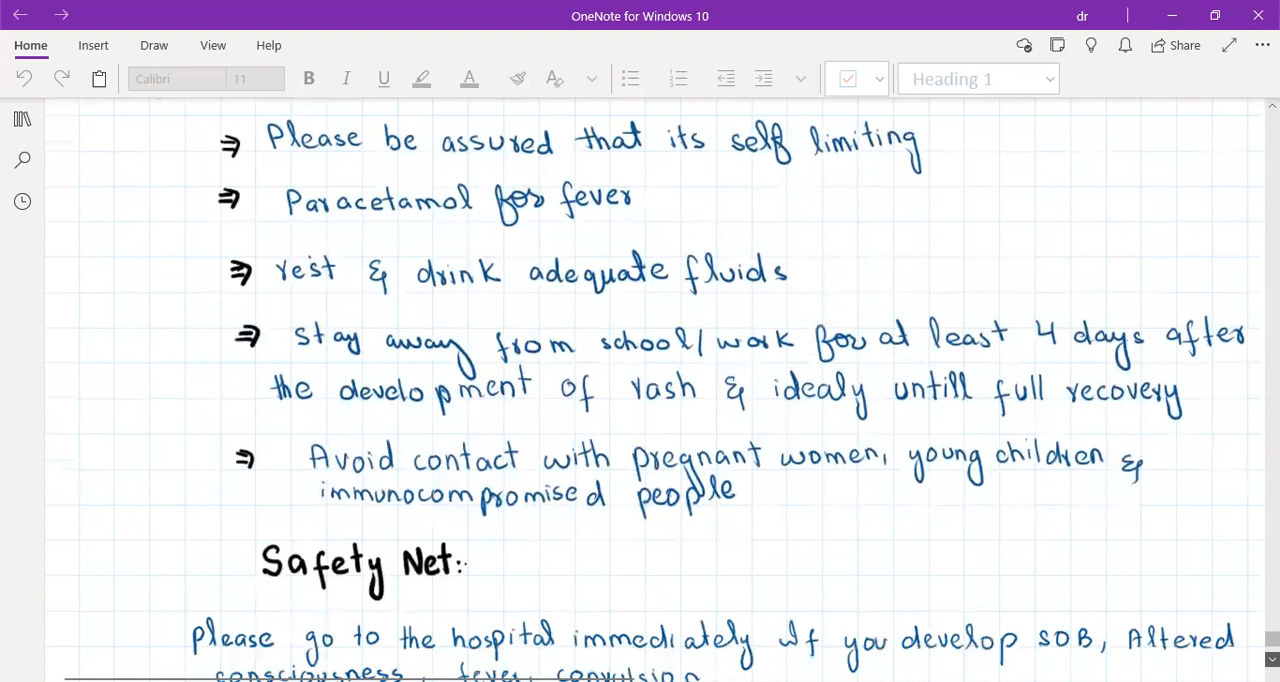 OneNote for Windows 10
dr
Home Insert Draw View Help
Share
Calibri 11 B I U A Heading 1
⇒ Please be assured that its self limiting
⇒ Paracetamol for fever
⇒ rest & drink adequate fluids
⇒ stay away from school/work for at least 4 days after
the development of rash & idealy untill full recovery
⇒ Avoid contact with pregnant women, young children &
immunocompromised people
Safety Net:
Please go to the hospital immediately If you develop SOB, Altered
consciousness, fever, convulsion